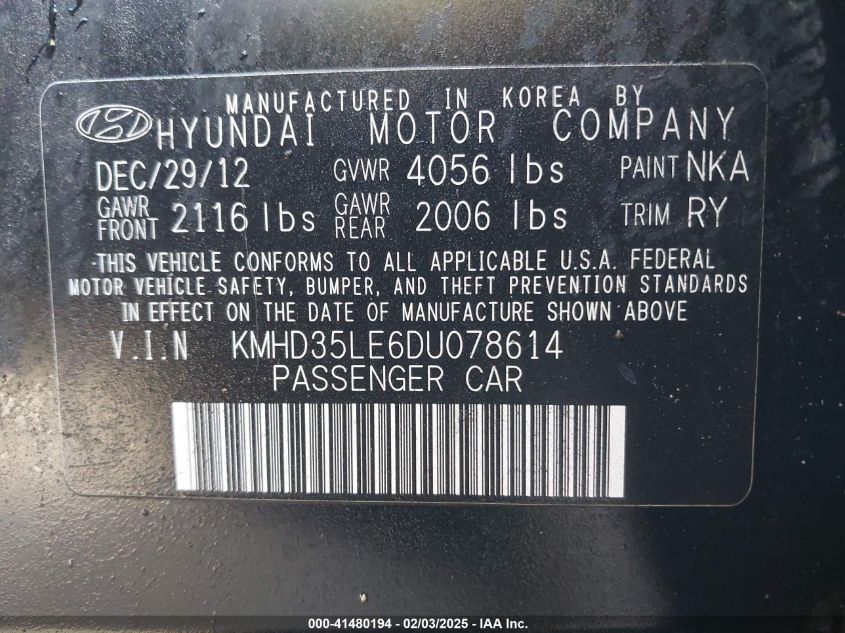 MANUFACTURED IN KOREA BY
HYUNDAI MOTOR COMPANY
DEC/29/12 GVWR 4056 lbs PAINT NKA
GAWR FRONT 2116 lbs GAWR REAR 2006 lbs TRIM RY
THIS VEHICLE CONFORMS TO ALL APPLICABLE U.S.A. FEDERAL
MOTOR VEHICLE SAFETY, BUMPER, AND THEFT PREVENTION STANDARDS
IN EFFECT ON THE DATE OF MANUFACTURE SHOWN ABOVE
V.I.N KMHD35LE6DU078614
PASSENGER CAR
000-41480194 - 02/03/2025 - IAA Inc.